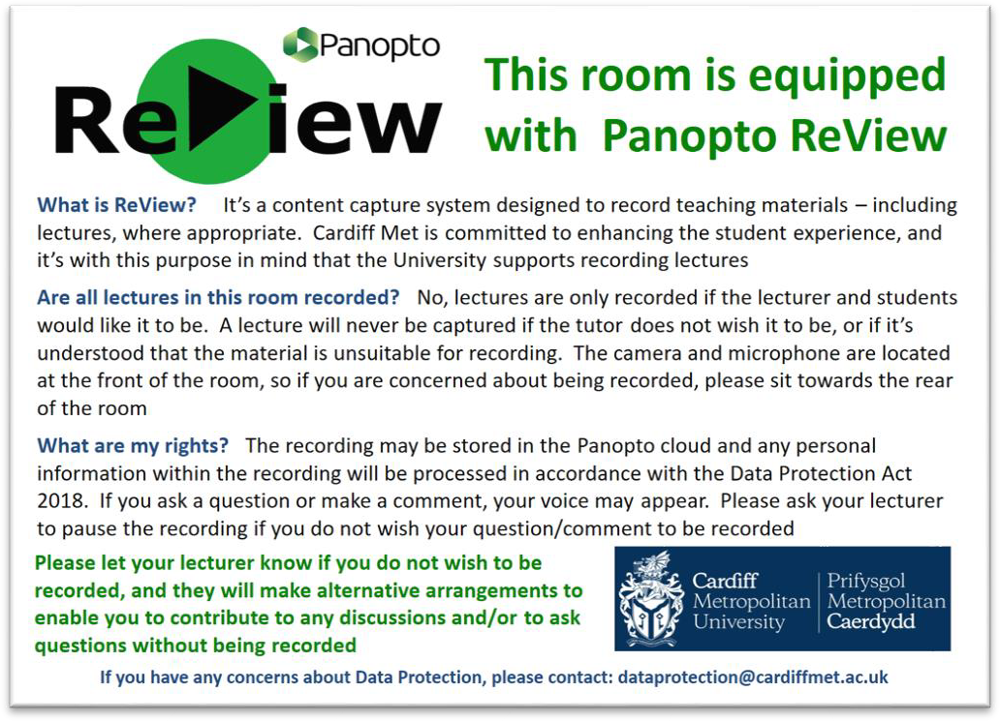 Panopto
ReView
This room is equipped
with Panopto ReView
What is ReView? It's a content capture system designed to record teaching materials – including
lectures, where appropriate. Cardiff Met is committed to enhancing the student experience, and
it's with this purpose in mind that the University supports recording lectures
Are all lectures in this room recorded? No, lectures are only recorded if the lecturer and students
would like it to be. A lecture will never be captured if the tutor does not wish it to be, or if it's
understood that the material is unsuitable for recording. The camera and microphone are located
at the front of the room, so if you are concerned about being recorded, please sit towards the rear
of the room
What are my rights? The recording may be stored in the Panopto cloud and any personal
information within the recording will be processed in accordance with the Data Protection Act
2018. If you ask a question or make a comment, your voice may appear. Please ask your lecturer
to pause the recording if you do not wish your question/comment to be recorded
Please let your lecturer know if you do not wish to be
recorded, and they will make alternative arrangements to
enable you to contribute to any discussions and/or to ask
questions without being recorded
Cardiff
Metropolitan
University
Prifysgol
Metropolitan
Caerdydd
If you have any concerns about Data Protection, please contact: dataprotection@cardiffmet.ac.uk